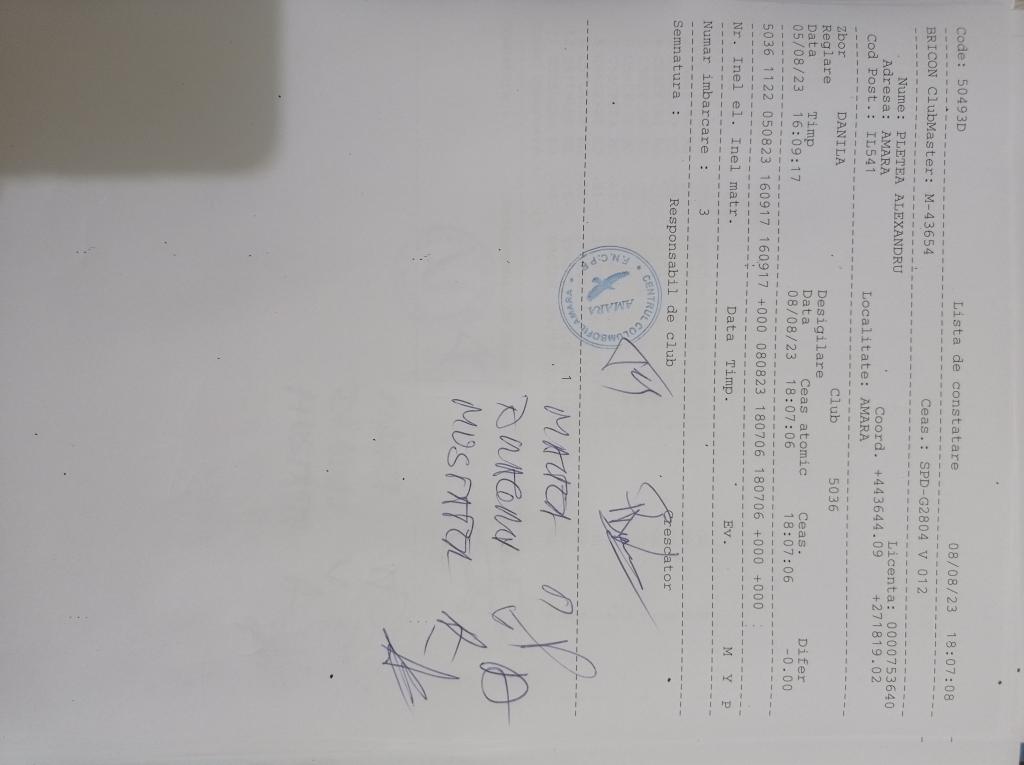 Code: 50493D Lista de constatare 08/08/23 18:07:08
BRICON ClubMaster: M-43654 Ceas.: SPD-G2804 V 012
Nume: PLETEA ALEXANDRU Licenta: 0000753640
Adresa: AMARA Coord. +443644.09 +271819.02
Cod Post.: IL541 Localitate: AMARA
Zbor DANILA Club 5036
Reglare Desigilare
Data Timp Data Ceas atomic Ceas. Difer
05/08/23 16:09:17 08/08/23 18:07:06 18:07:06 -0.00
5036 1122 050823 160917 160917 +000 080823 180706 180706 +000 +000
Nr. Inel el. Inel matr. Data Timp. Ev. M Y p
Numar imbarcare : 3
Semnatura : Responsabil de club Crescator
CENTRUL COLUMBOFIL AMARA
F.N.C.P.R
AMARA
1